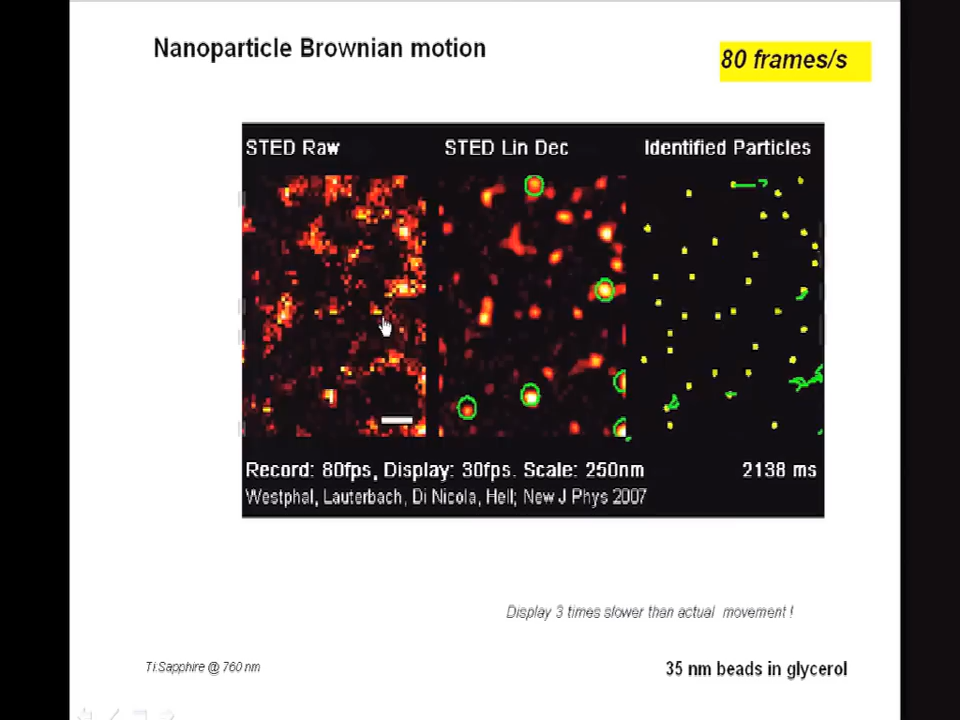 Nanoparticle Brownian motion
80 frames/s
STED Raw
STED Lin Dec
Identified Particles
Record: 80fps, Display: 30fps. Scale: 250nm
2138 ms
Westphal, Lauterbach, Di Nicola, Hell; New J Phys 2007
Display 3 times slower than actual movement !
Ti:Sapphire @ 760 nm
35 nm beads in glycerol